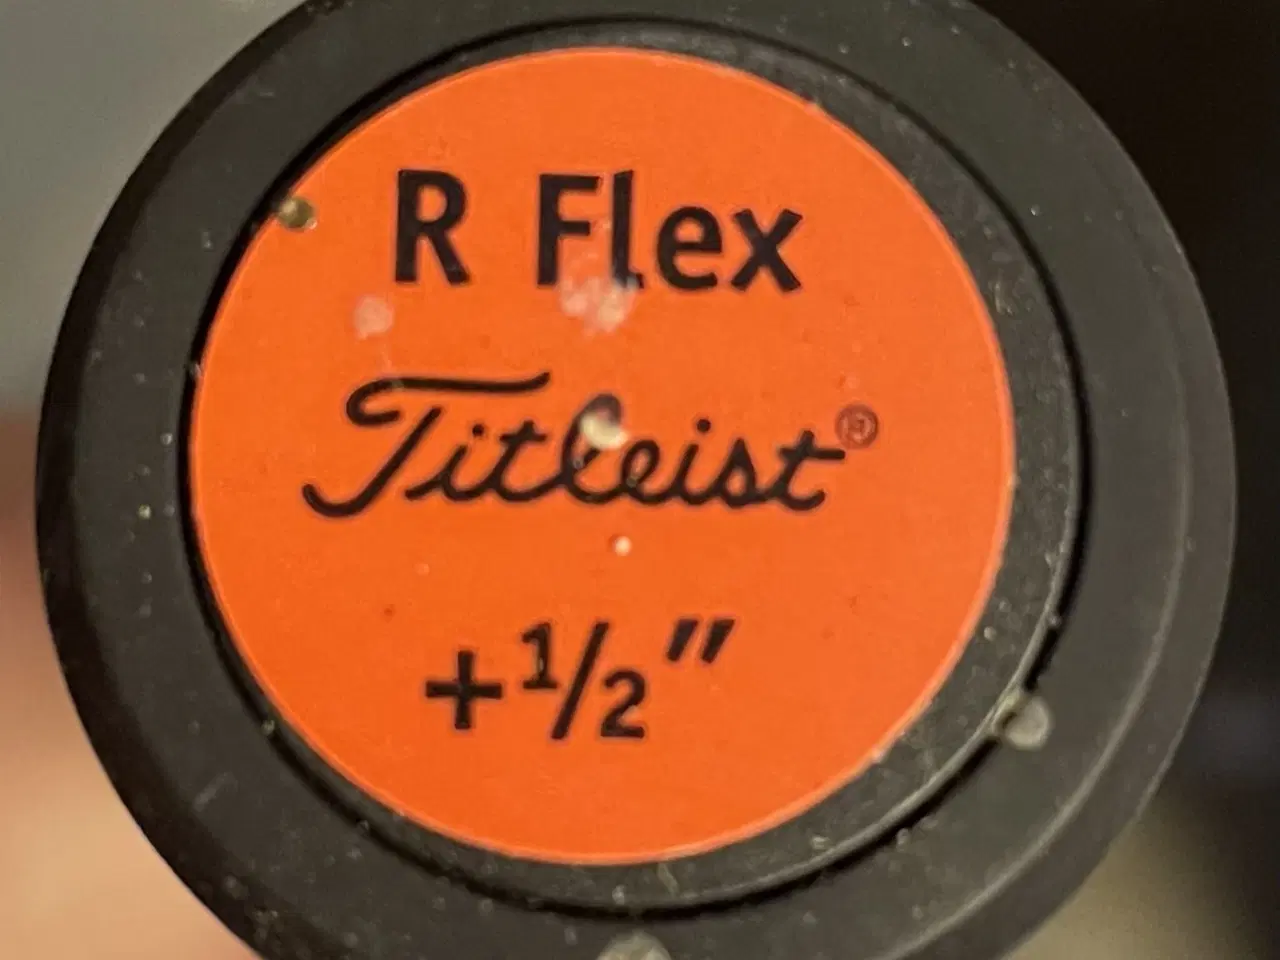 R Flex
Titleist®
+½"